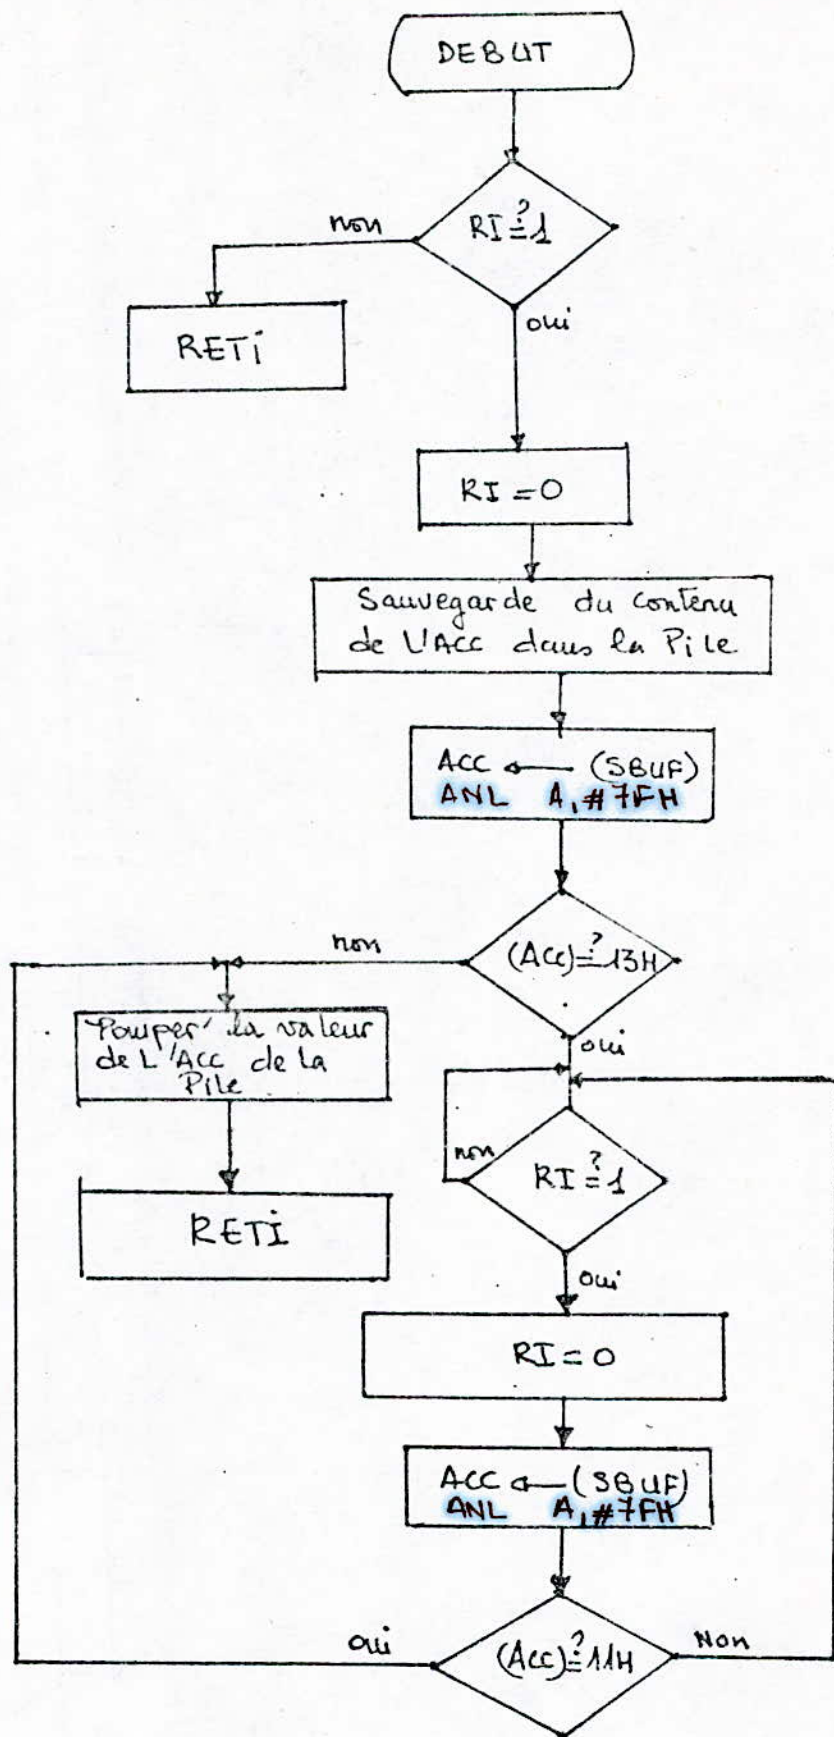 DEBUT
RI ?= 1
non
oui
RETi
RI = 0
Sauvegarde du contenu
de L'Acc dans la Pile
ACC ← (SBUF)
ANL A, #7FH
(Acc) ?= 13H
non
oui
'Pomper' la valeur
de L'Acc de la
Pile
RETI
non
RI ?= 1
oui
RI = 0
ACC ← (SBUF)
ANL A, #7FH
(Acc) ?= 11H
oui
Non